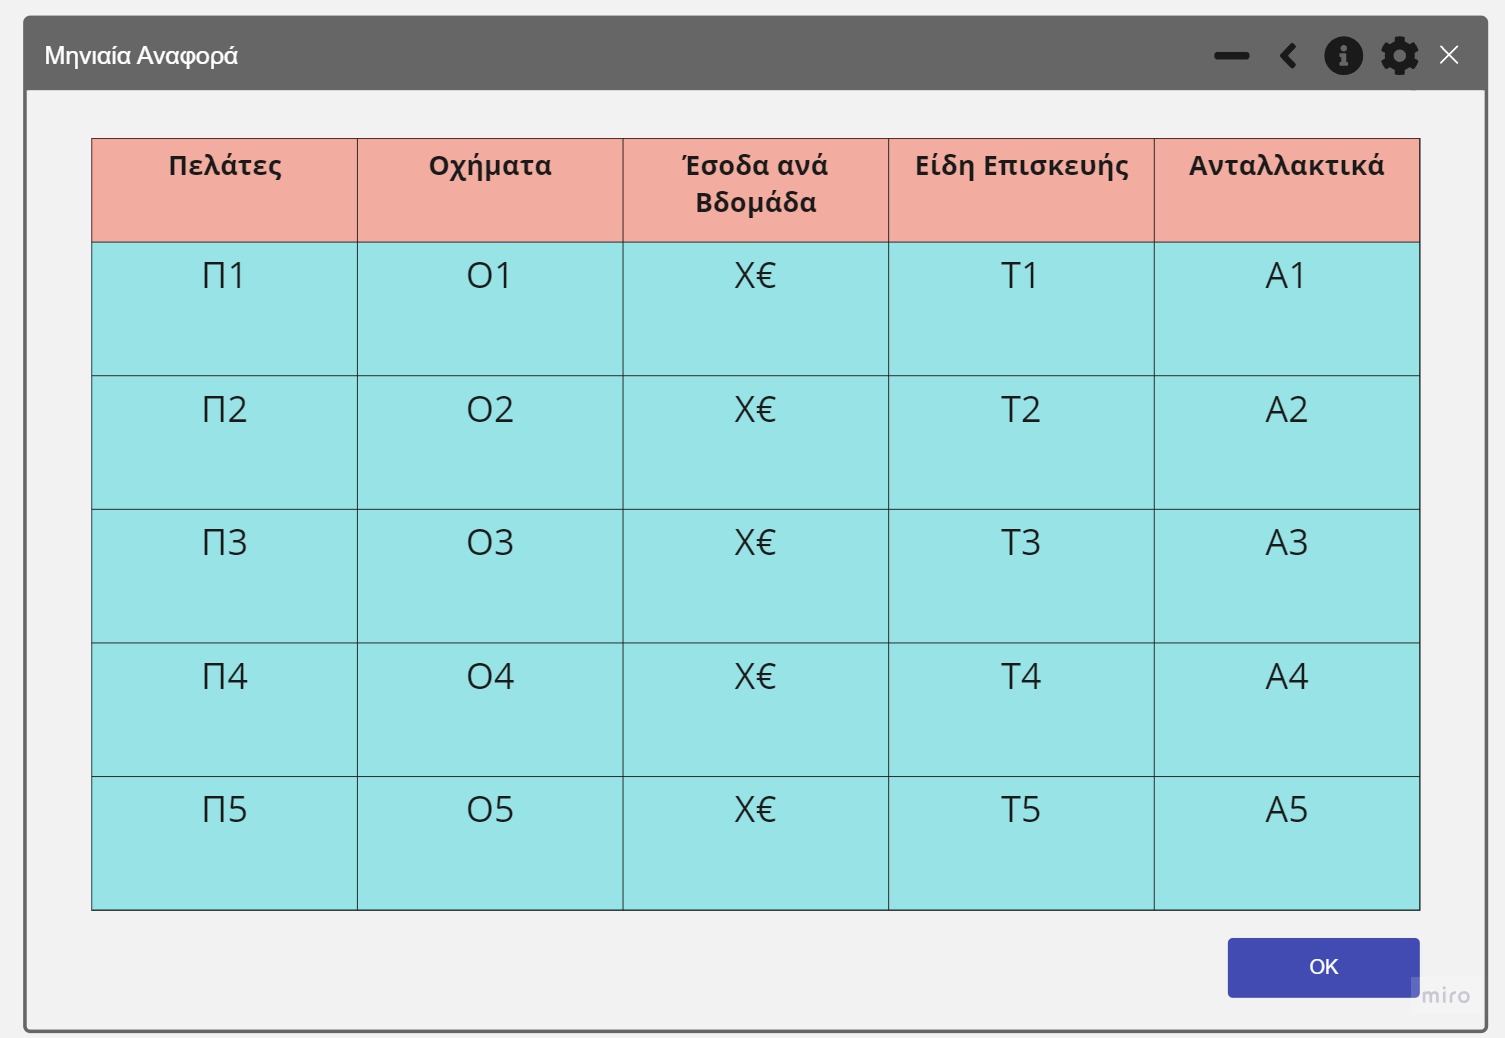 Μηνιαία Αναφορά
Πελάτες Οχήματα Έσοδα ανά Βδομάδα Είδη Επισκευής Ανταλλακτικά
Π1 Ο1 Χ€ Τ1 Α1
Π2 Ο2 Χ€ Τ2 Α2
Π3 Ο3 Χ€ Τ3 Α3
Π4 Ο4 Χ€ Τ4 Α4
Π5 Ο5 Χ€ Τ5 Α5
OK
miro